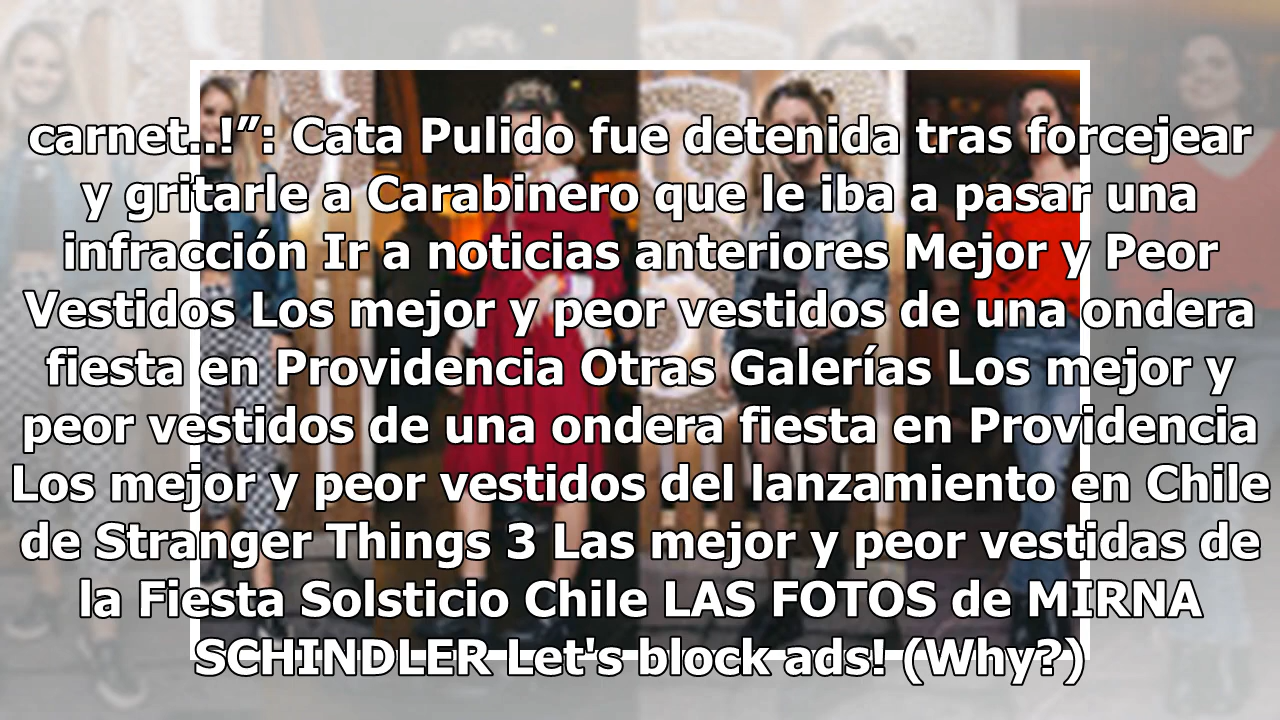 carnet..!”: Cata Pulido fue detenida tras forcejear
y gritarle a Carabinero que le iba a pasar una
infracción Ir a noticias anteriores Mejor y Peor
Vestidos Los mejor y peor vestidos de una ondera
fiesta en Providencia Otras Galerías Los mejor y
peor vestidos de una ondera fiesta en Providencia
Los mejor y peor vestidos del lanzamiento en Chile
de Stranger Things 3 Las mejor y peor vestidas de
la Fiesta Solsticio Chile LAS FOTOS de MIRNA
SCHINDLER Let's block ads! (Why?)